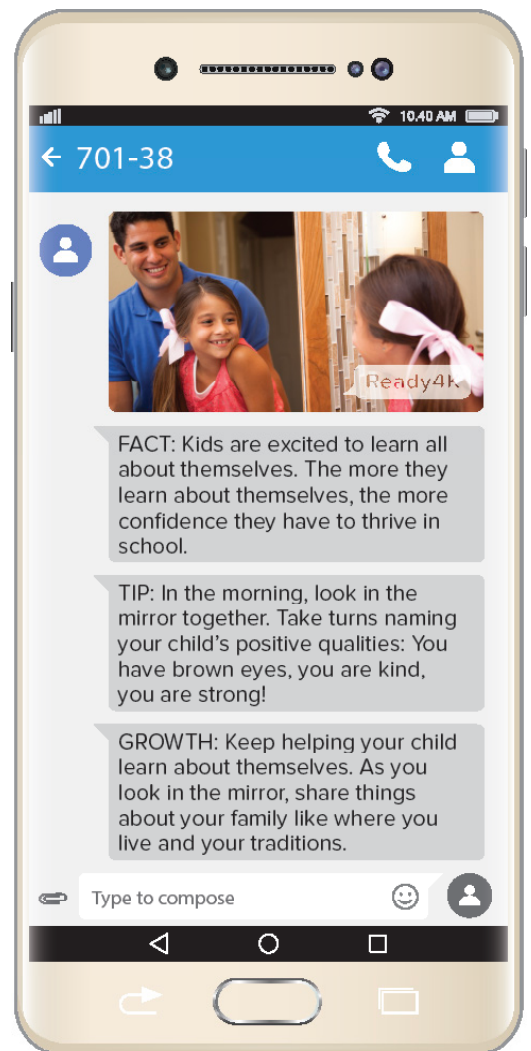 10.40 AM
701-38
Ready4K
FACT: Kids are excited to learn all
about themselves. The more they
learn about themselves, the more
confidence they have to thrive in
school.
TIP: In the morning, look in the
mirror together. Take turns naming
your child's positive qualities: You
have brown eyes, you are kind,
you are strong!
GROWTH: Keep helping your child
learn about themselves. As you
look in the mirror, share things
about your family like where you
live and your traditions.
Type to compose